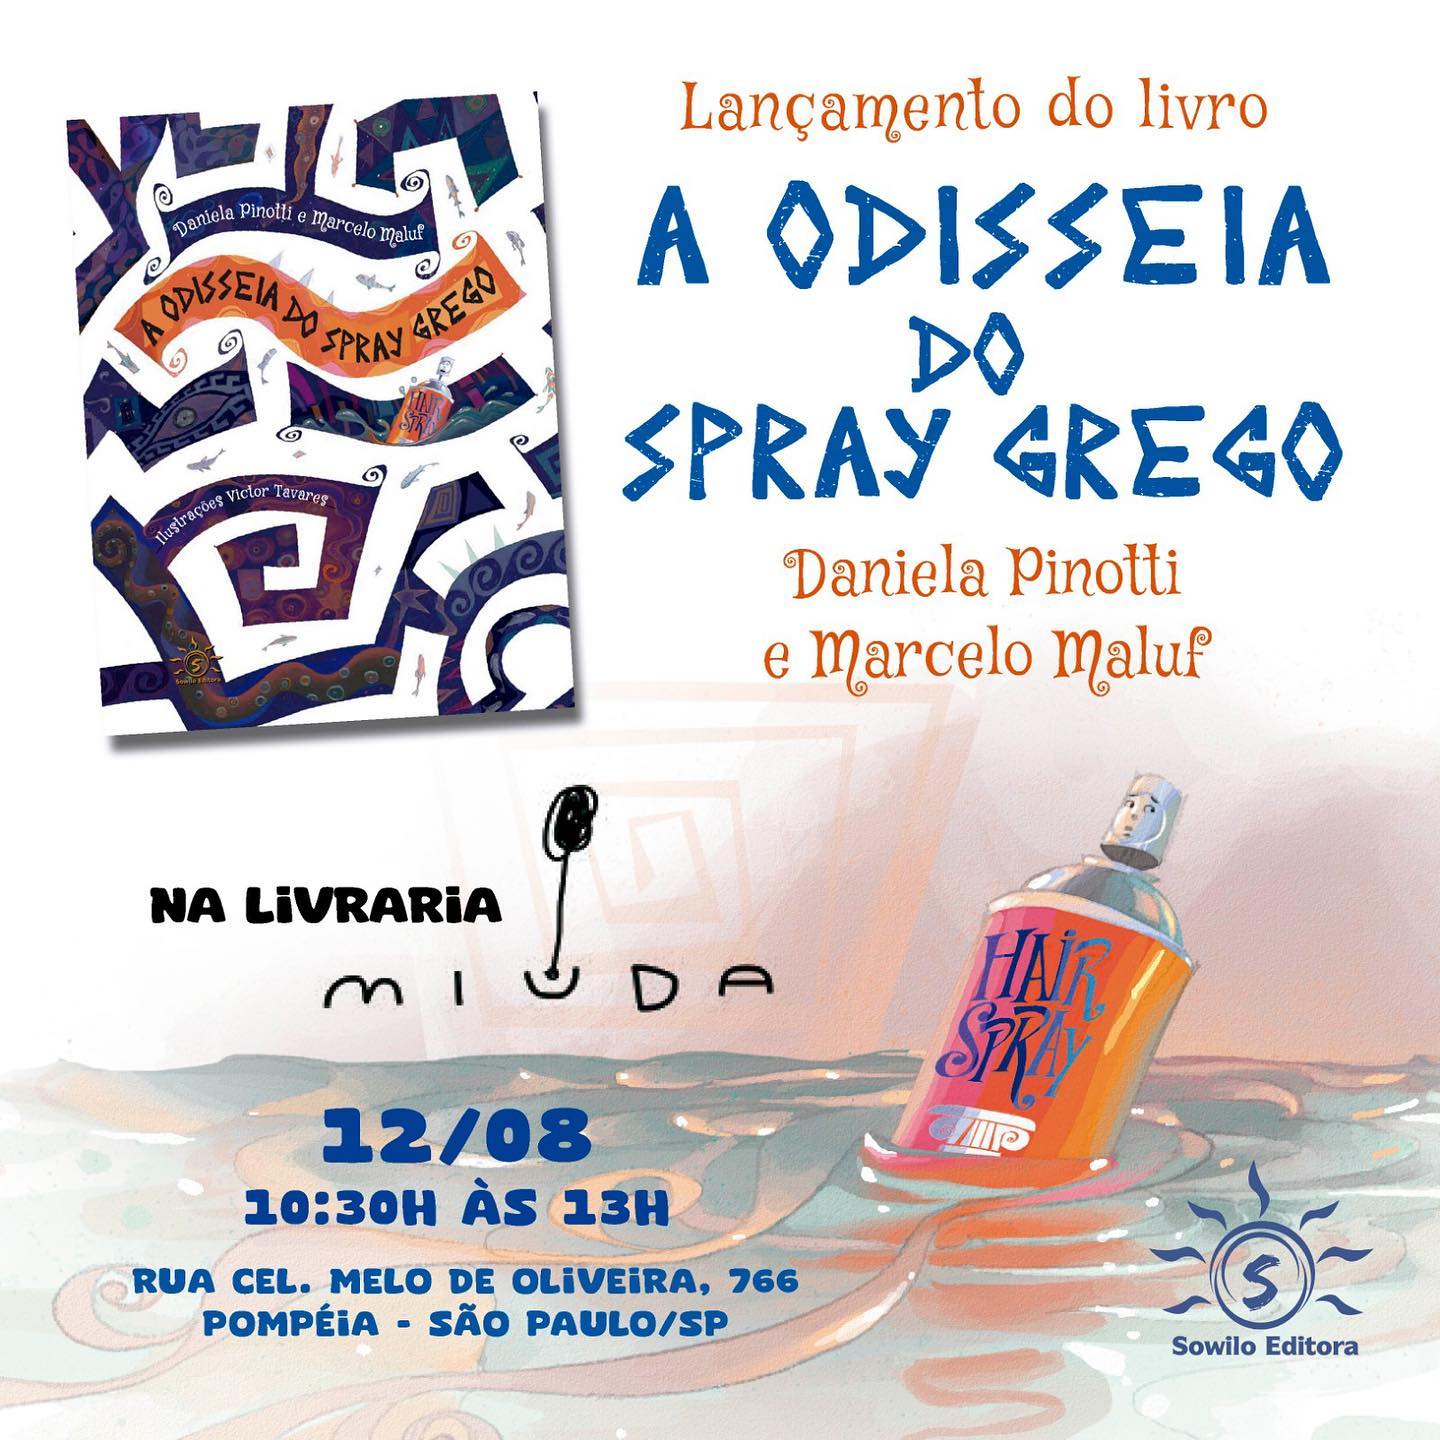 Lançamento do livro
A ODISSEIA
DO
SPRAY GREGO
Daniela Pinotti
e Marcelo Maluf
Daniela Pinotti e Marcelo Maluf
A ODISSEIA DO SPRAY GREGO
HAIR
SPRAY
Ilustrações Victor Tavares
S
Sowilo Editora
NA LIVRARIA
MIUDA
HAIR
SPRAY
12/08
10:30H ÀS 13H
RUA CEL. MELO DE OLIVEIRA, 766
POMPÉIA - SÃO PAULO/SP
S
Sowilo Editora